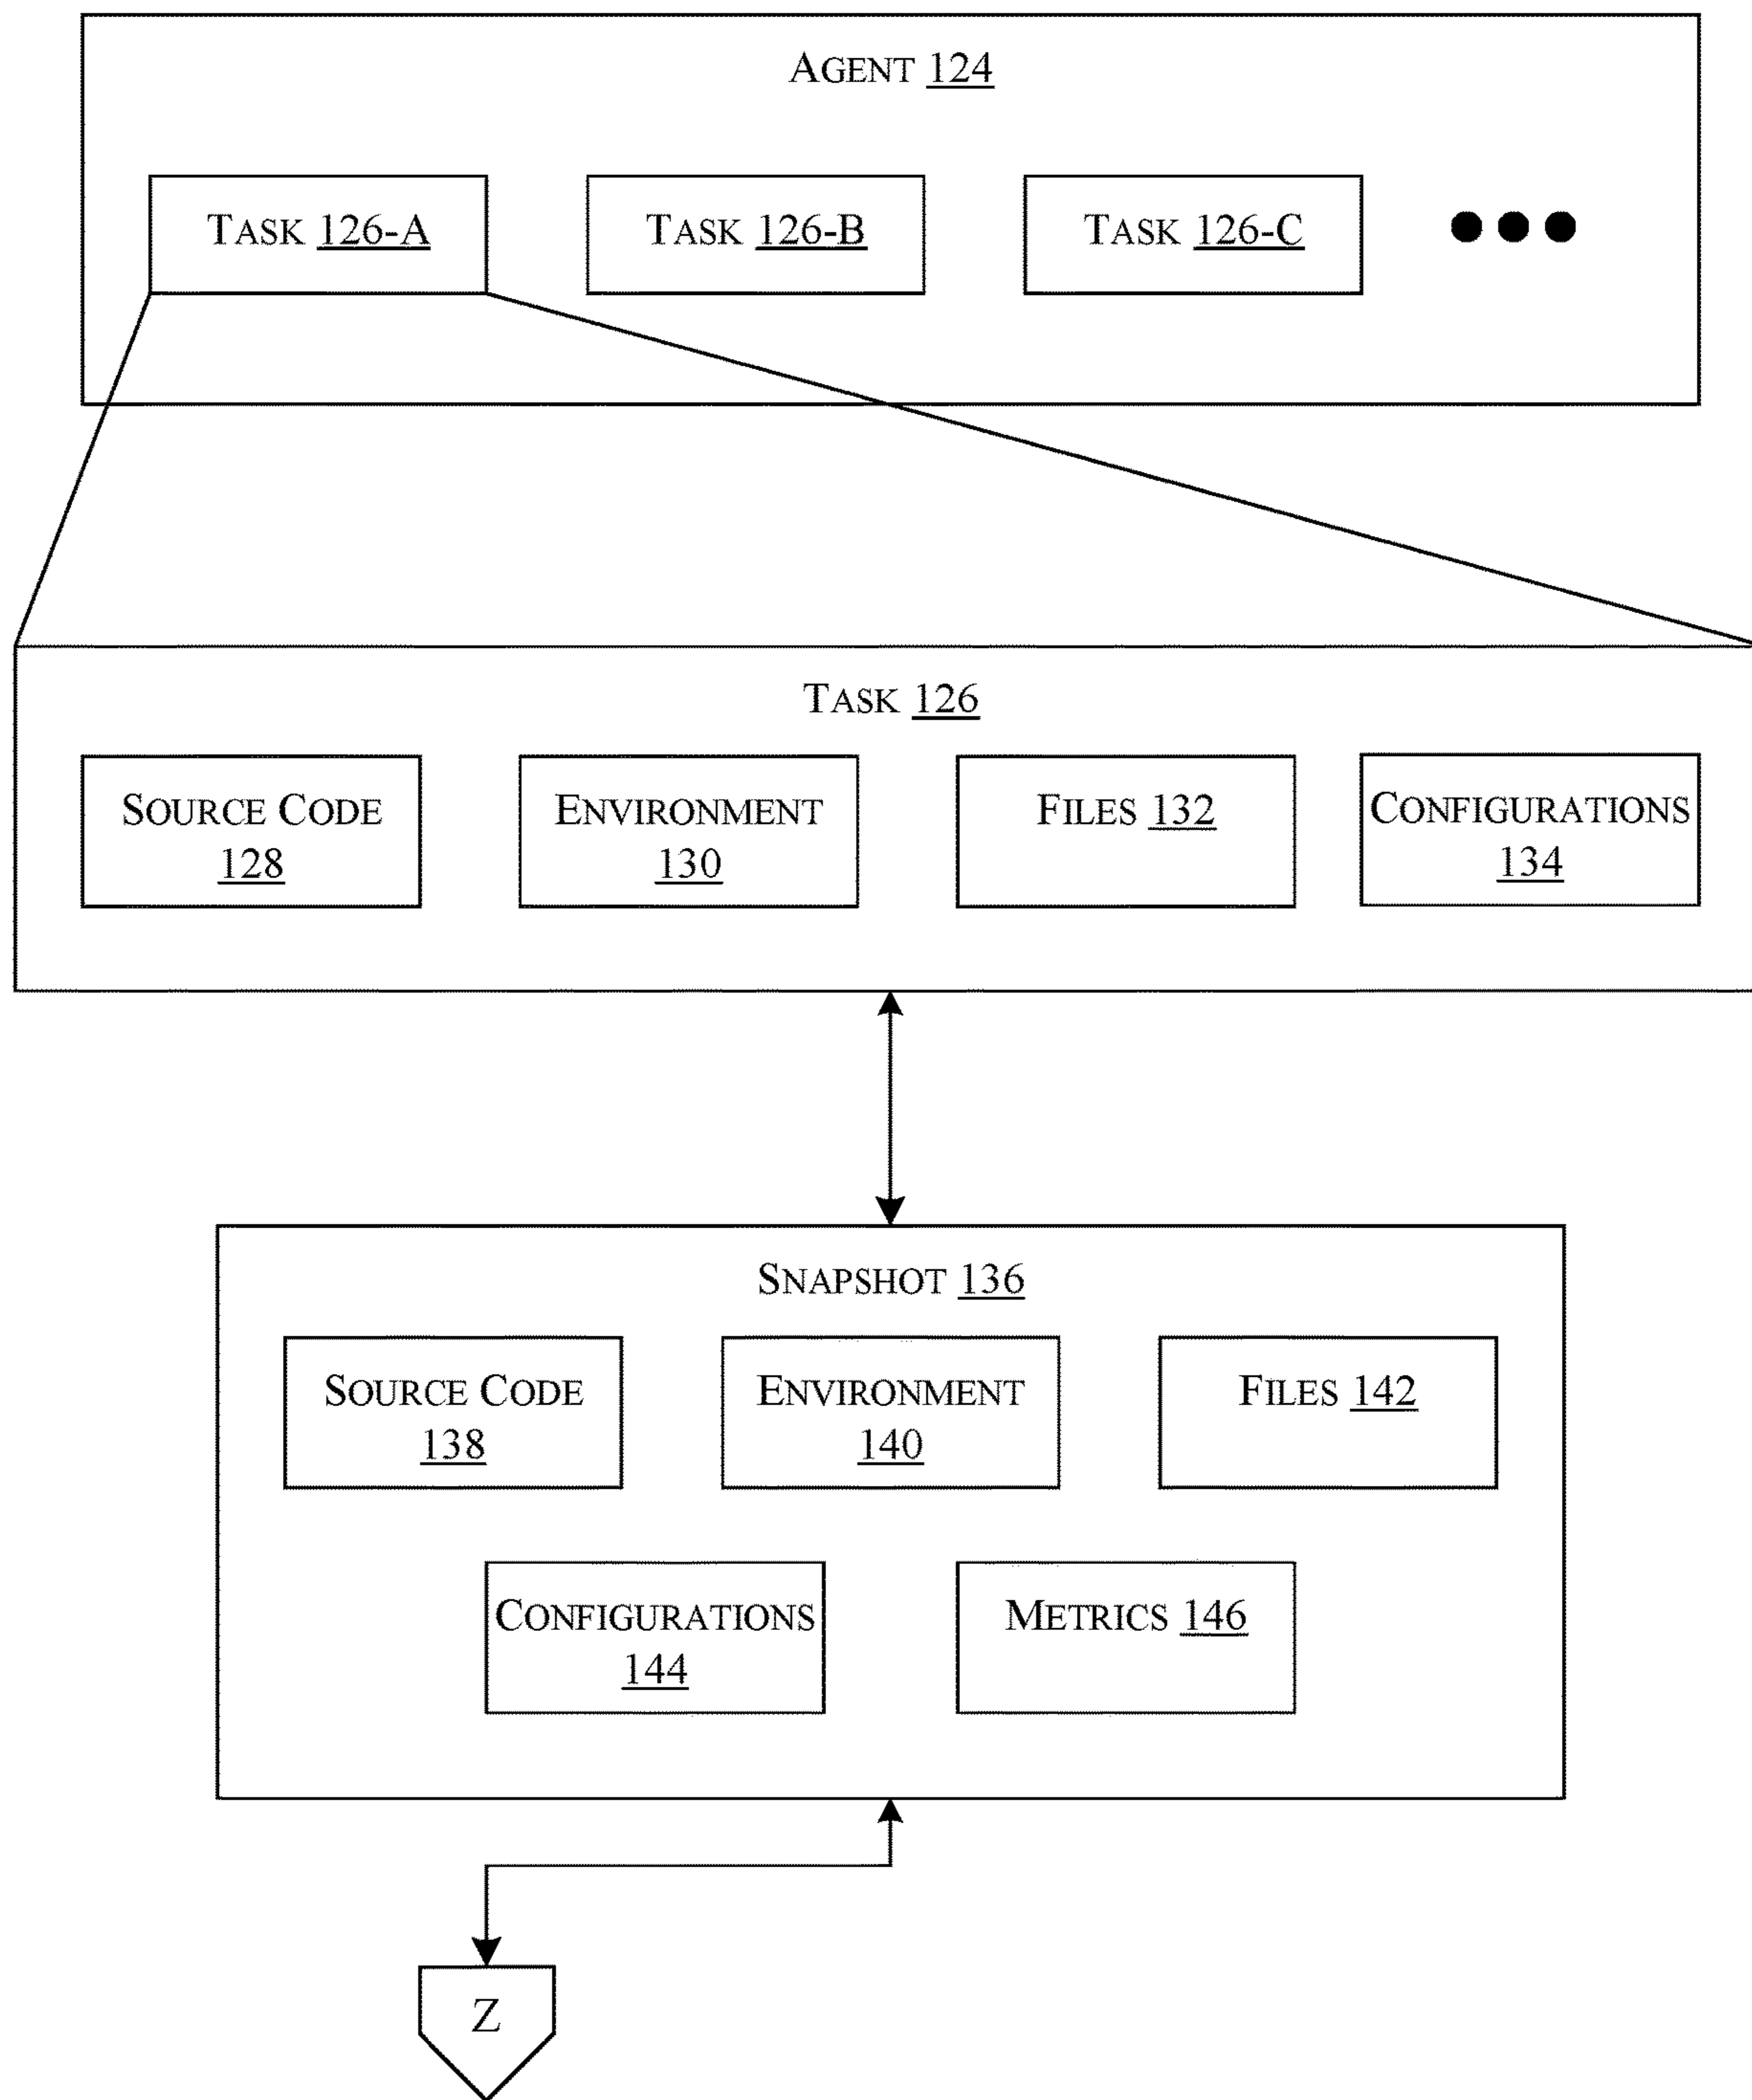 AGENT 124
TASK 126-A TASK 126-B TASK 126-C
TASK 126
SOURCE CODE 128
ENVIRONMENT 130
FILES 132
CONFIGURATIONS 134
SNAPSHOT 136
SOURCE CODE 138
ENVIRONMENT 140
FILES 142
CONFIGURATIONS 144
METRICS 146
Z